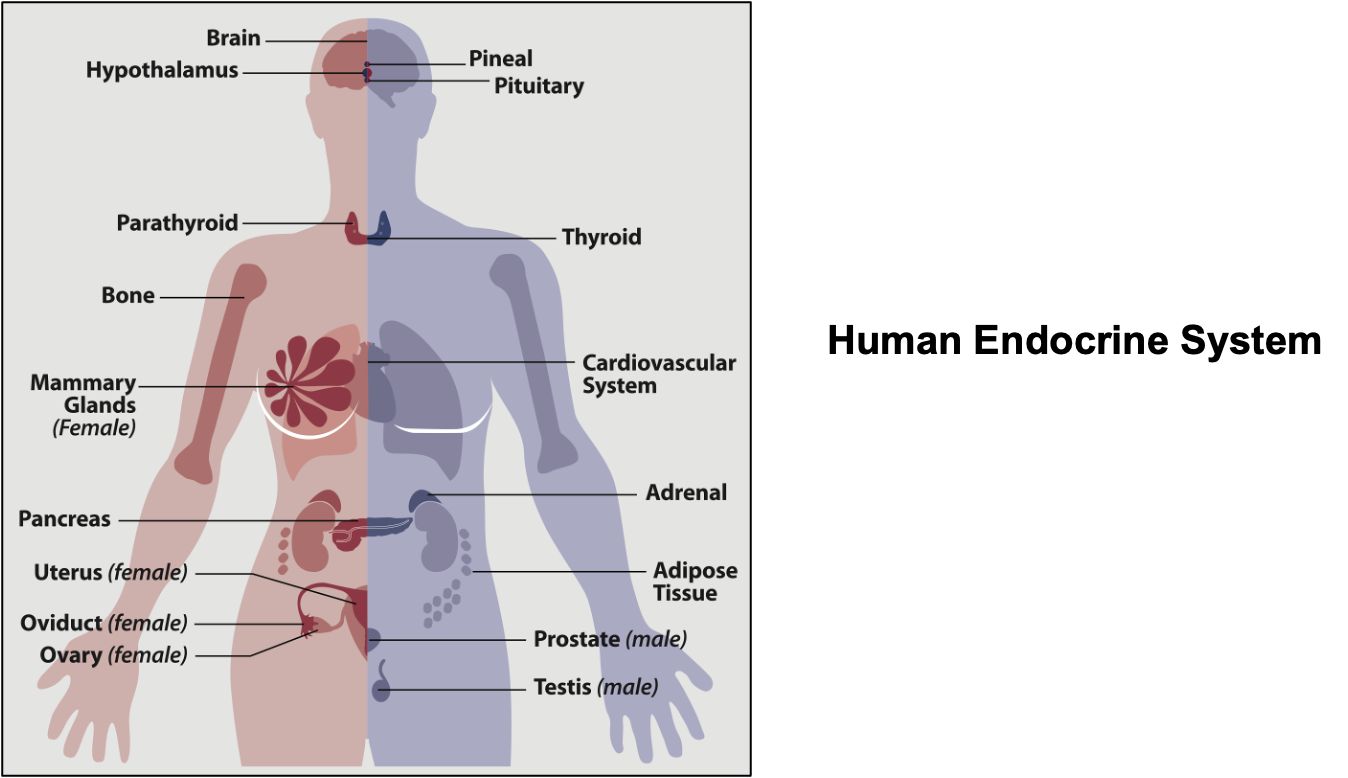 Brain
Hypothalamus
Pineal
Pituitary
Parathyroid
Thyroid
Bone
Cardiovascular
System
Mammary
Glands
(Female)
Adrenal
Pancreas
Uterus (female)
Adipose
Tissue
Oviduct (female)
Prostate (male)
Ovary (female)
Testis (male)
Human Endocrine System